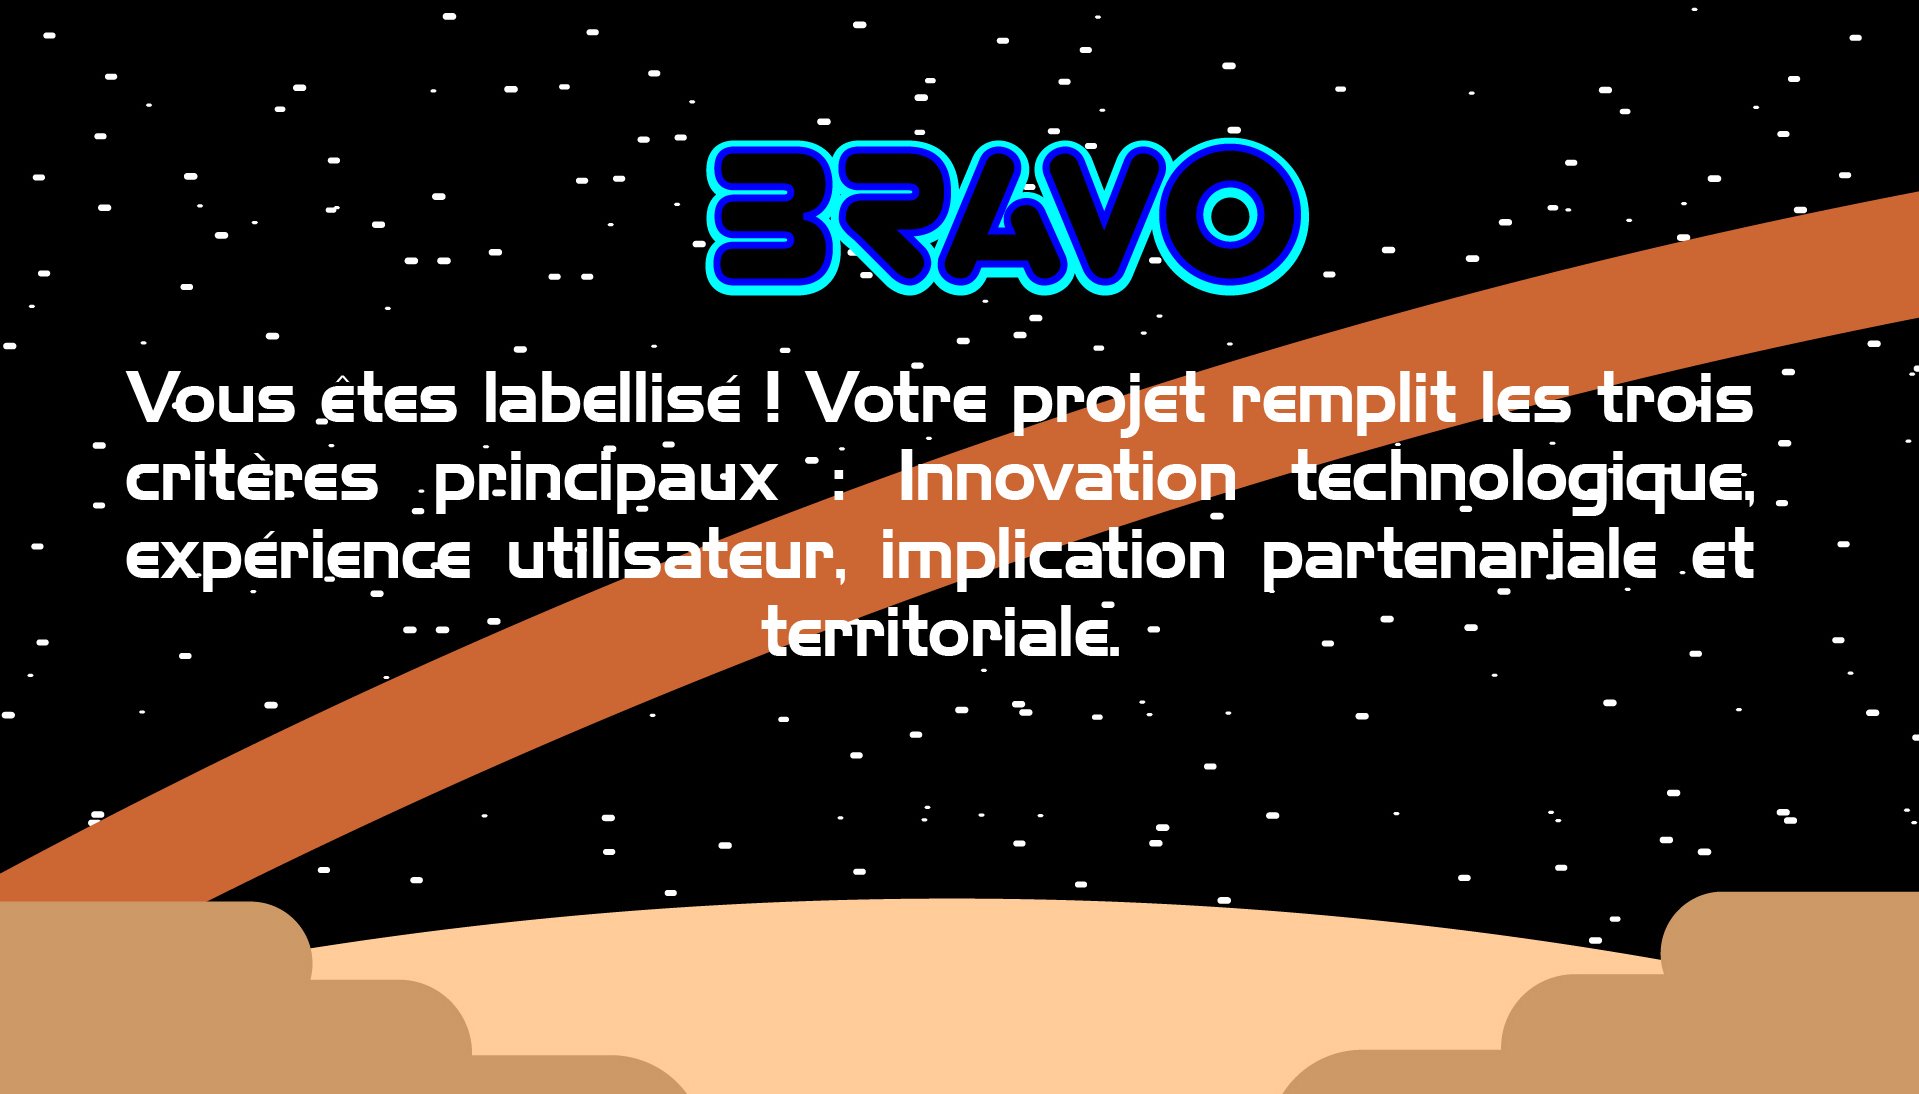 BRAVO
Vous êtes labellisé ! Votre projet remplit les trois
critères principaux : Innovation technologique,
expérience utilisateur, implication partenariale et
territoriale.